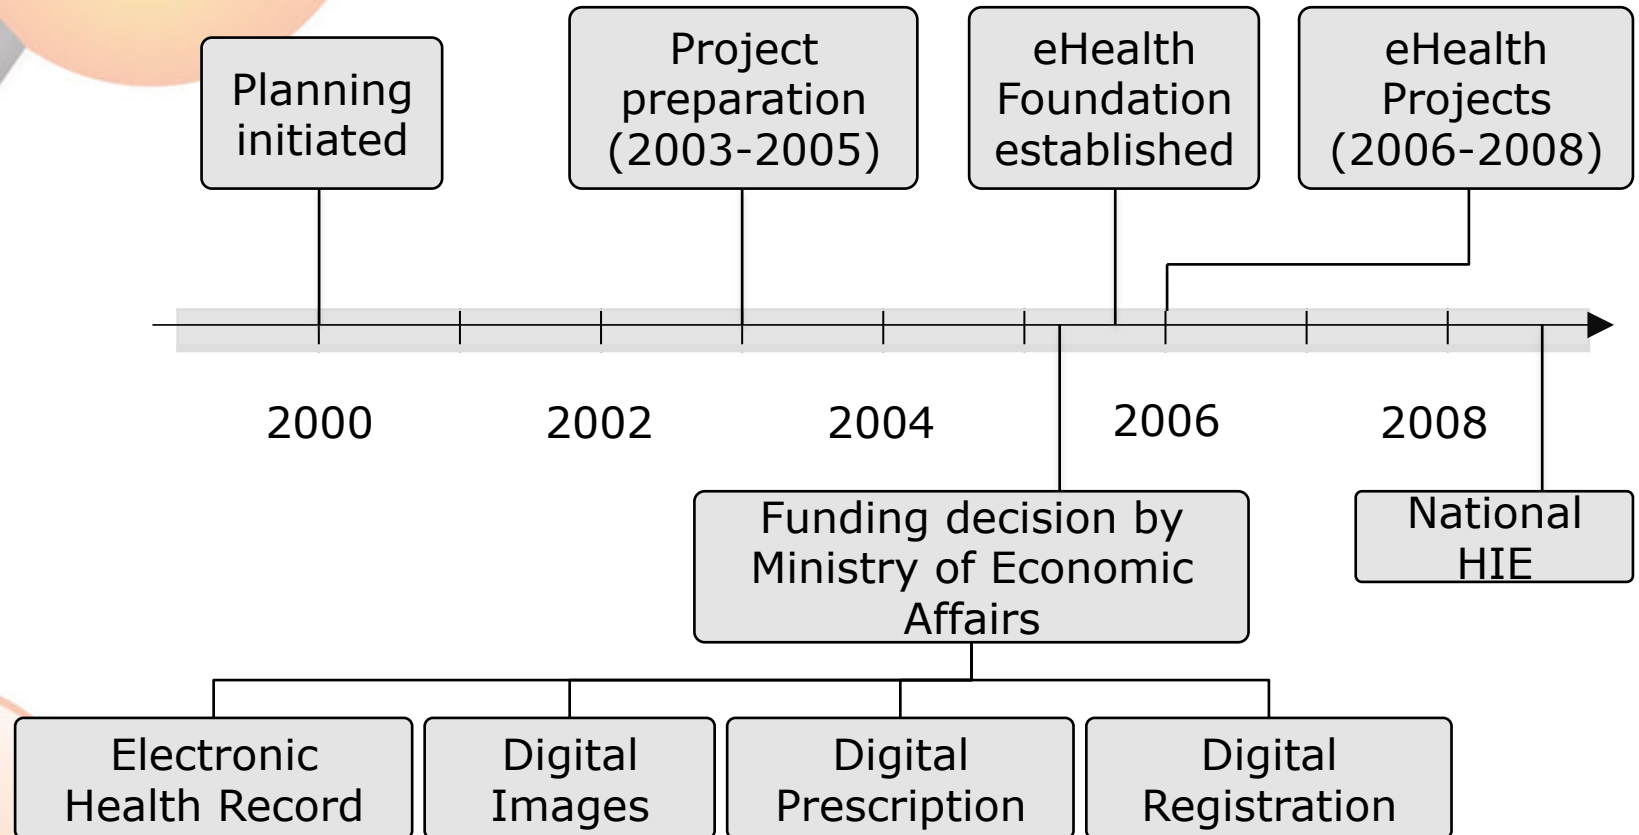 Planning
initiated
Project
preparation
(2003-2005)
eHealth
Foundation
established
eHealth
Projects
(2006-2008)
2000
2002
2004
2006
2008
Funding decision by
Ministry of Economic
Affairs
National
HIE
Electronic
Health Record
Digital
Images
Digital
Prescription
Digital
Registration